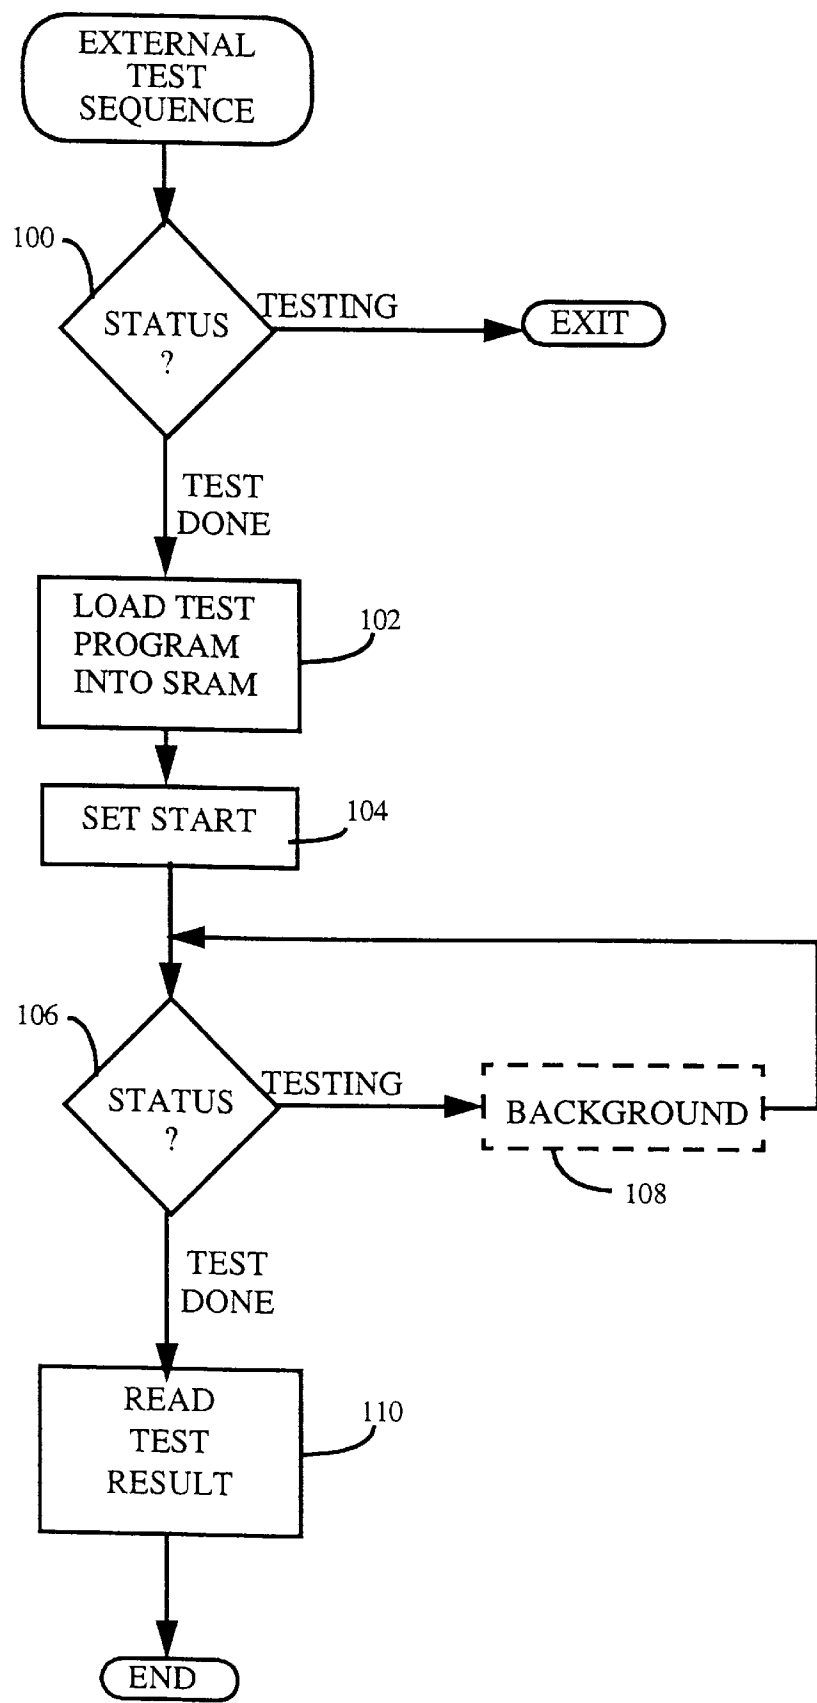 EXTERNAL
TEST
SEQUENCE
100
STATUS
?
TESTING
EXIT
TEST
DONE
LOAD TEST
PROGRAM
INTO SRAM
102
SET START
104
106
STATUS
?
TESTING
BACKGROUND
108
TEST
DONE
READ
TEST
RESULT
110
END